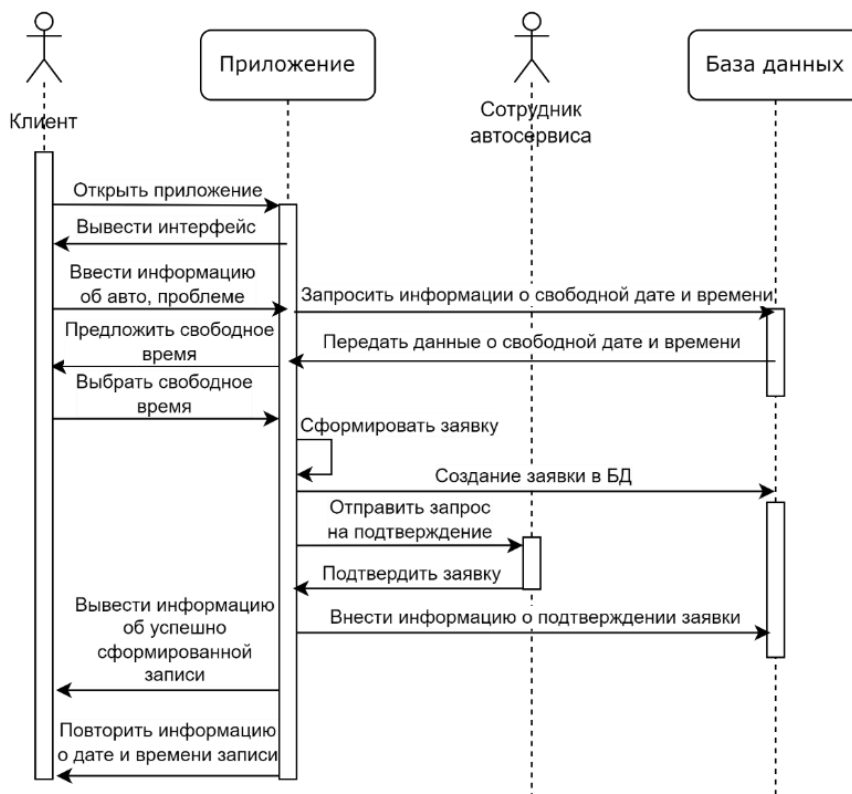 Приложение
База данных
Клиент
Сотрудник
автосервиса
Открыть приложение
Вывести интерфейс
Ввести информацию
об авто, проблеме
Запросить информации о свободной дате и времени
Предложить свободное
время
Передать данные о свободной дате и времени
Выбрать свободное
время
Сформировать заявку
Создание заявки в БД
Отправить запрос
на подтверждение
Подтвердить заявку
Вывести информацию
об успешно
сформированной
записи
Внести информацию о подтверждении заявки
Повторить информацию
о дате и времени записи